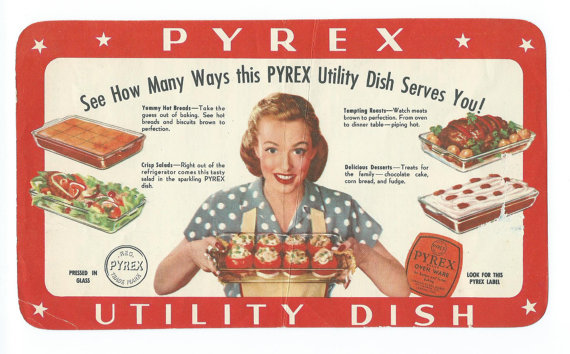 PYREX
See How Many Ways this PYREX Utility Dish Serves You!
Yummy Hot Breads—Take the
guess out of baking. See hot
breads and biscuits brown to
perfection.
Crisp Salads—Right out of the
refrigerator comes this tasty
salad in the sparkling PYREX
dish.
Tempting Roasts—Watch meats
brown to perfection. From oven
to dinner table—piping hot.
Delicious Desserts—Treats for
the family—chocolate cake,
corn bread, and fudge.
PRESSED IN
GLASS
REG.
PYREX
TRADE MARK
PYREX
OVEN WARE
LOOK FOR THIS
PYREX LABEL
UTILITY DISH